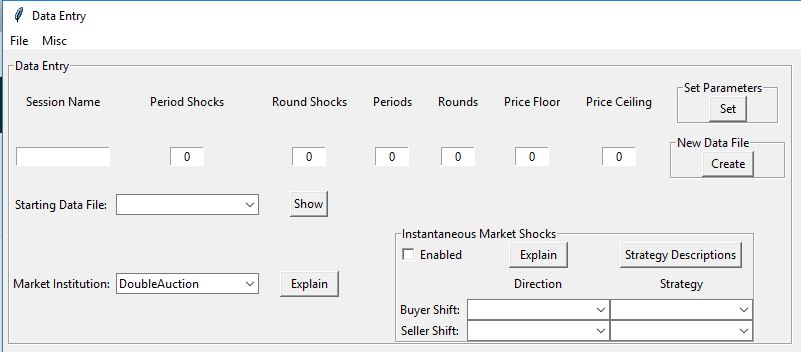 Data Entry
File Misc
Data Entry
Session Name Period Shocks Round Shocks Periods Rounds Price Floor Price Ceiling
Set Parameters
Set
0 0 0 0 0 0
New Data File
Create
Starting Data File: Show
Market Institution: DoubleAuction Explain
Instantaneous Market Shocks
Enabled Explain Strategy Descriptions
Direction Strategy
Buyer Shift:
Seller Shift: